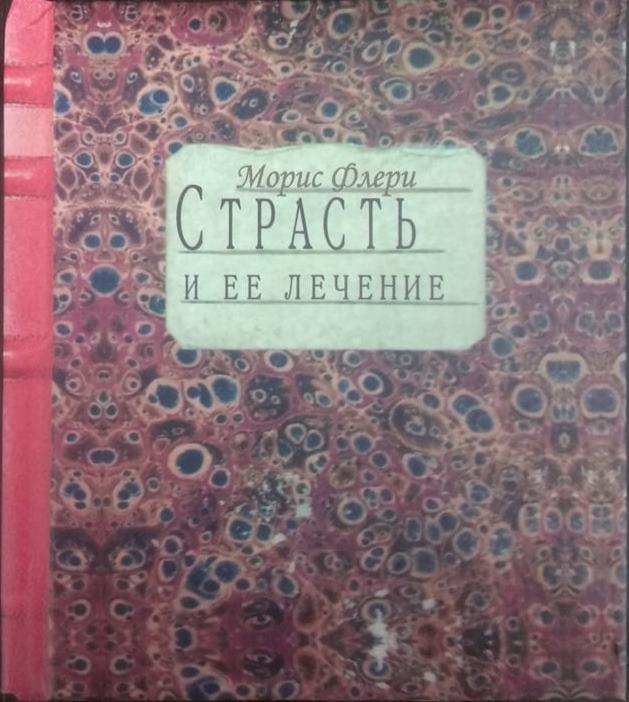 Морис Флери
Страсть
и ее лечение